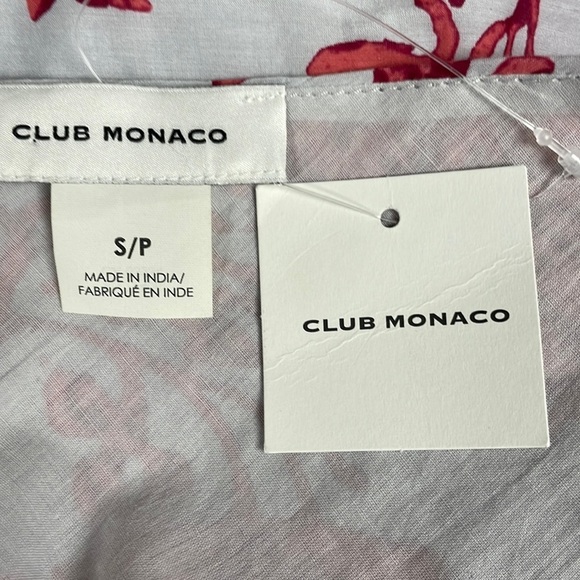 CLUB MONACO
S/P
MADE IN INDIA/
FABRIQUÉ EN INDE
CLUB MONACO